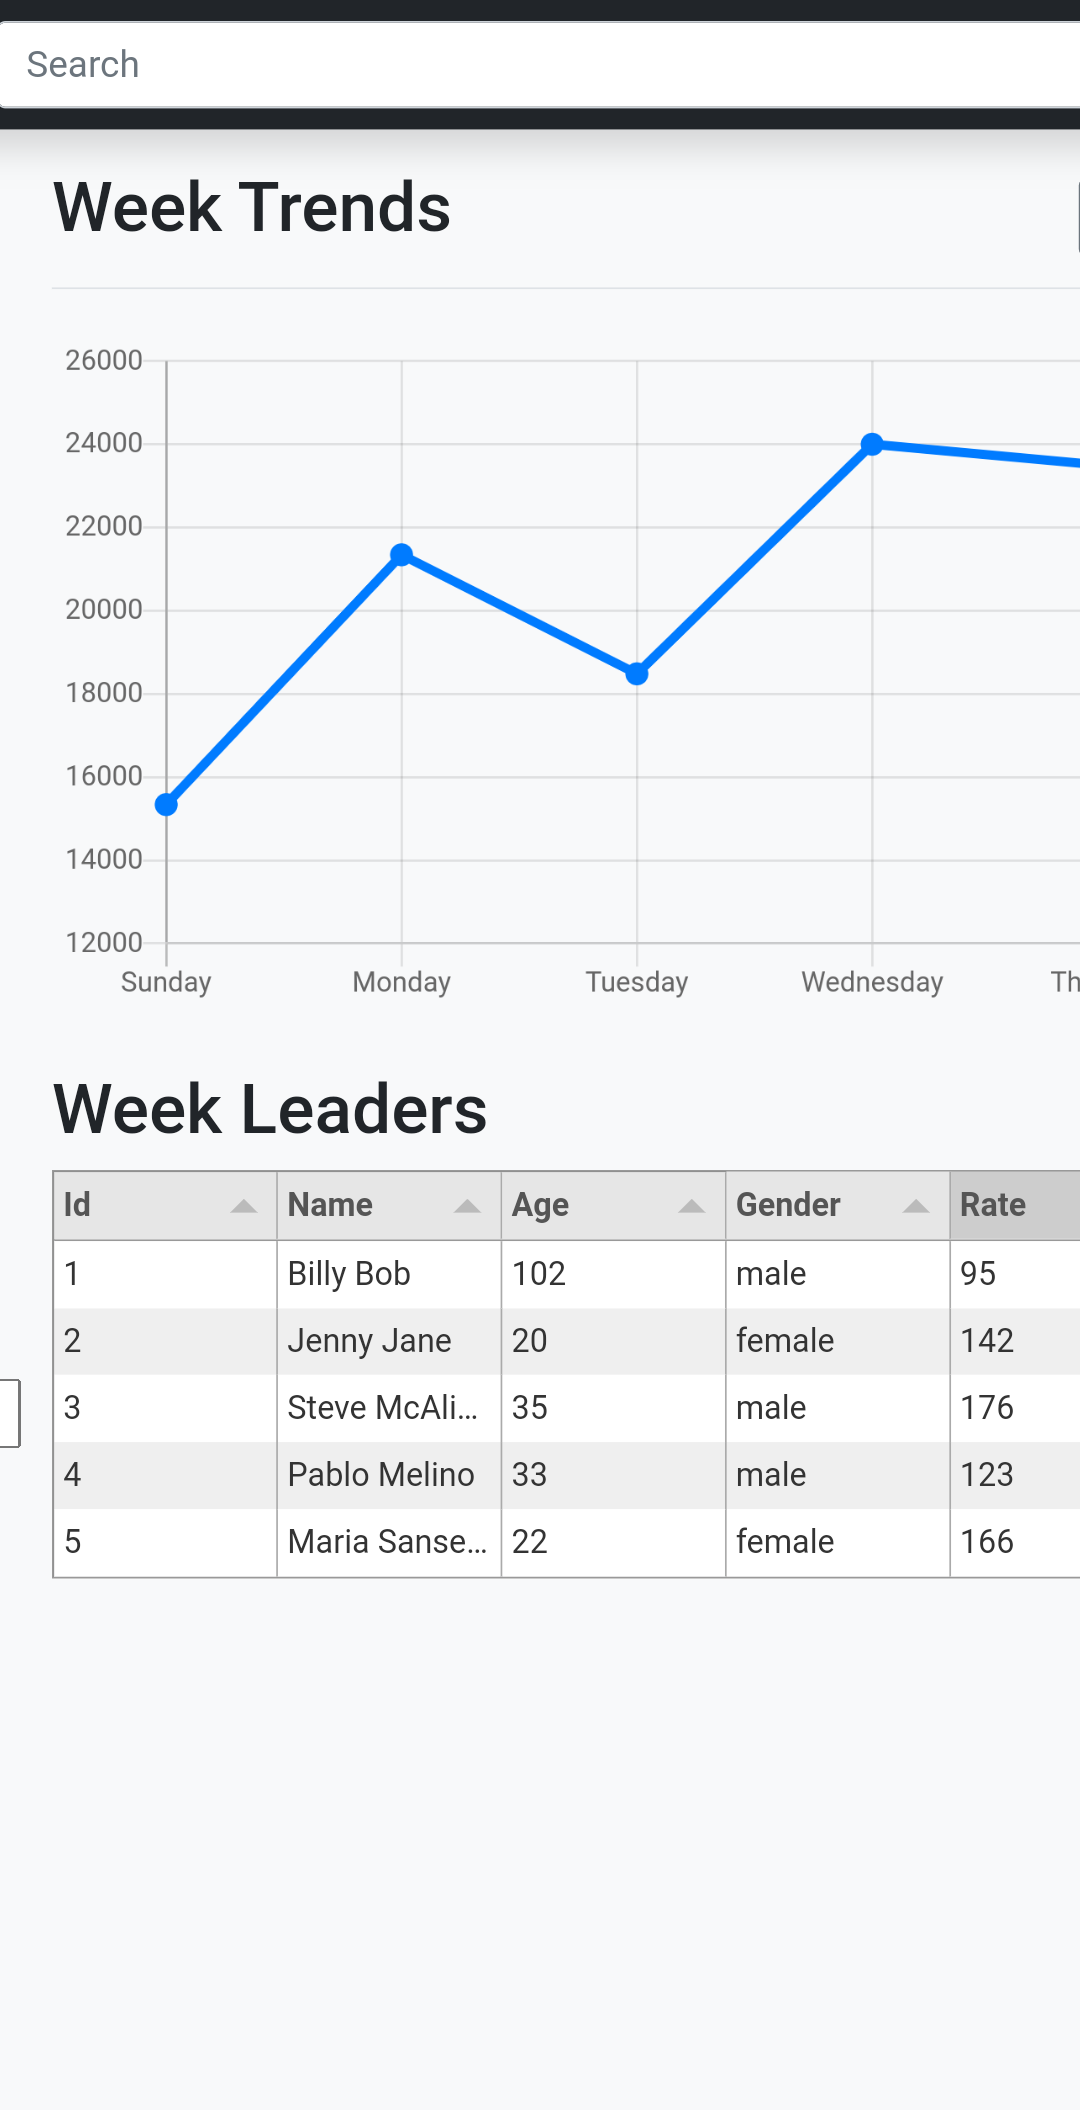 Search
Week Trends
26000
24000
22000
20000
18000
16000
14000
12000
Sunday Monday Tuesday Wednesday Th
Week Leaders
Id Name Age Gender Rate
1 Billy Bob 102 male 95
2 Jenny Jane 20 female 142
3 Steve McAli... 35 male 176
4 Pablo Melino 33 male 123
5 Maria Sanse... 22 female 166